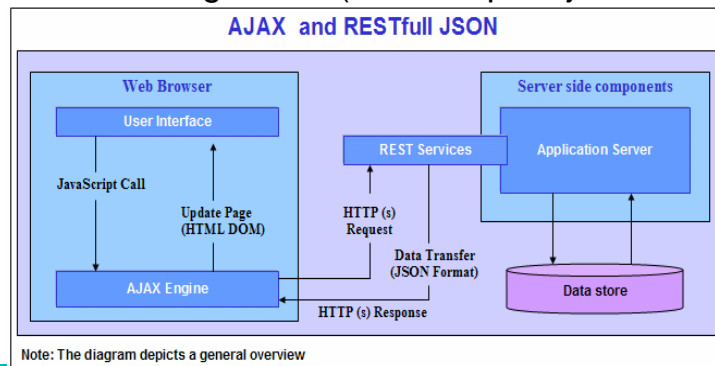 AJAX and RESTfull JSON
Web Browser
Server side components
User Interface
REST Services
Application Server
JavaScript Call
Update Page
(HTML DOM)
HTTP (s)
Request
Data Transfer
(JSON Format)
AJAX Engine
HTTP (s) Response
Data store
Note: The diagram depicts a general overview